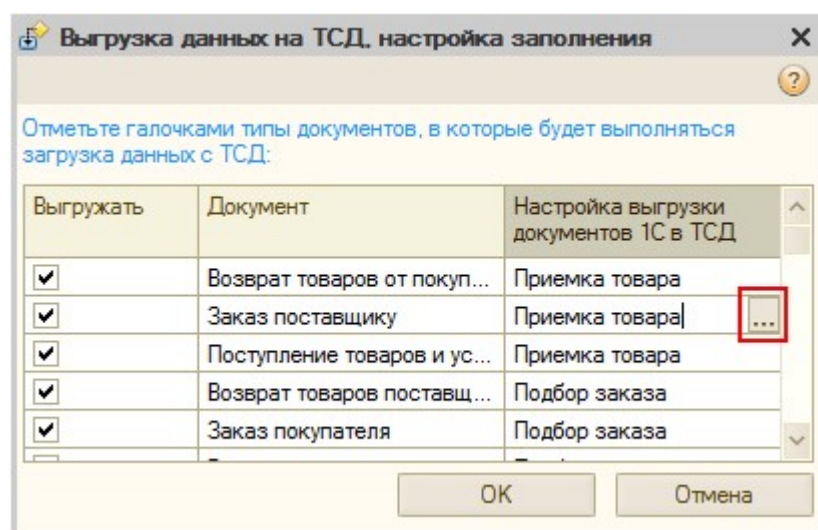 Выгрузка данных на ТСД, настройка заполнения
?
Отметьте галочками типы документов, в которые будет выполняться
загрузка данных с ТСД:
Выгружать Документ Настройка выгрузки
документов 1С в ТСД
Возврат товаров от покуп... Приемка товара
Заказ поставщику Приемка товара ...
Поступление товаров и ус... Приемка товара
Возврат товаров поставщ... Подбор заказа
Заказ покупателя Подбор заказа
OK Отмена